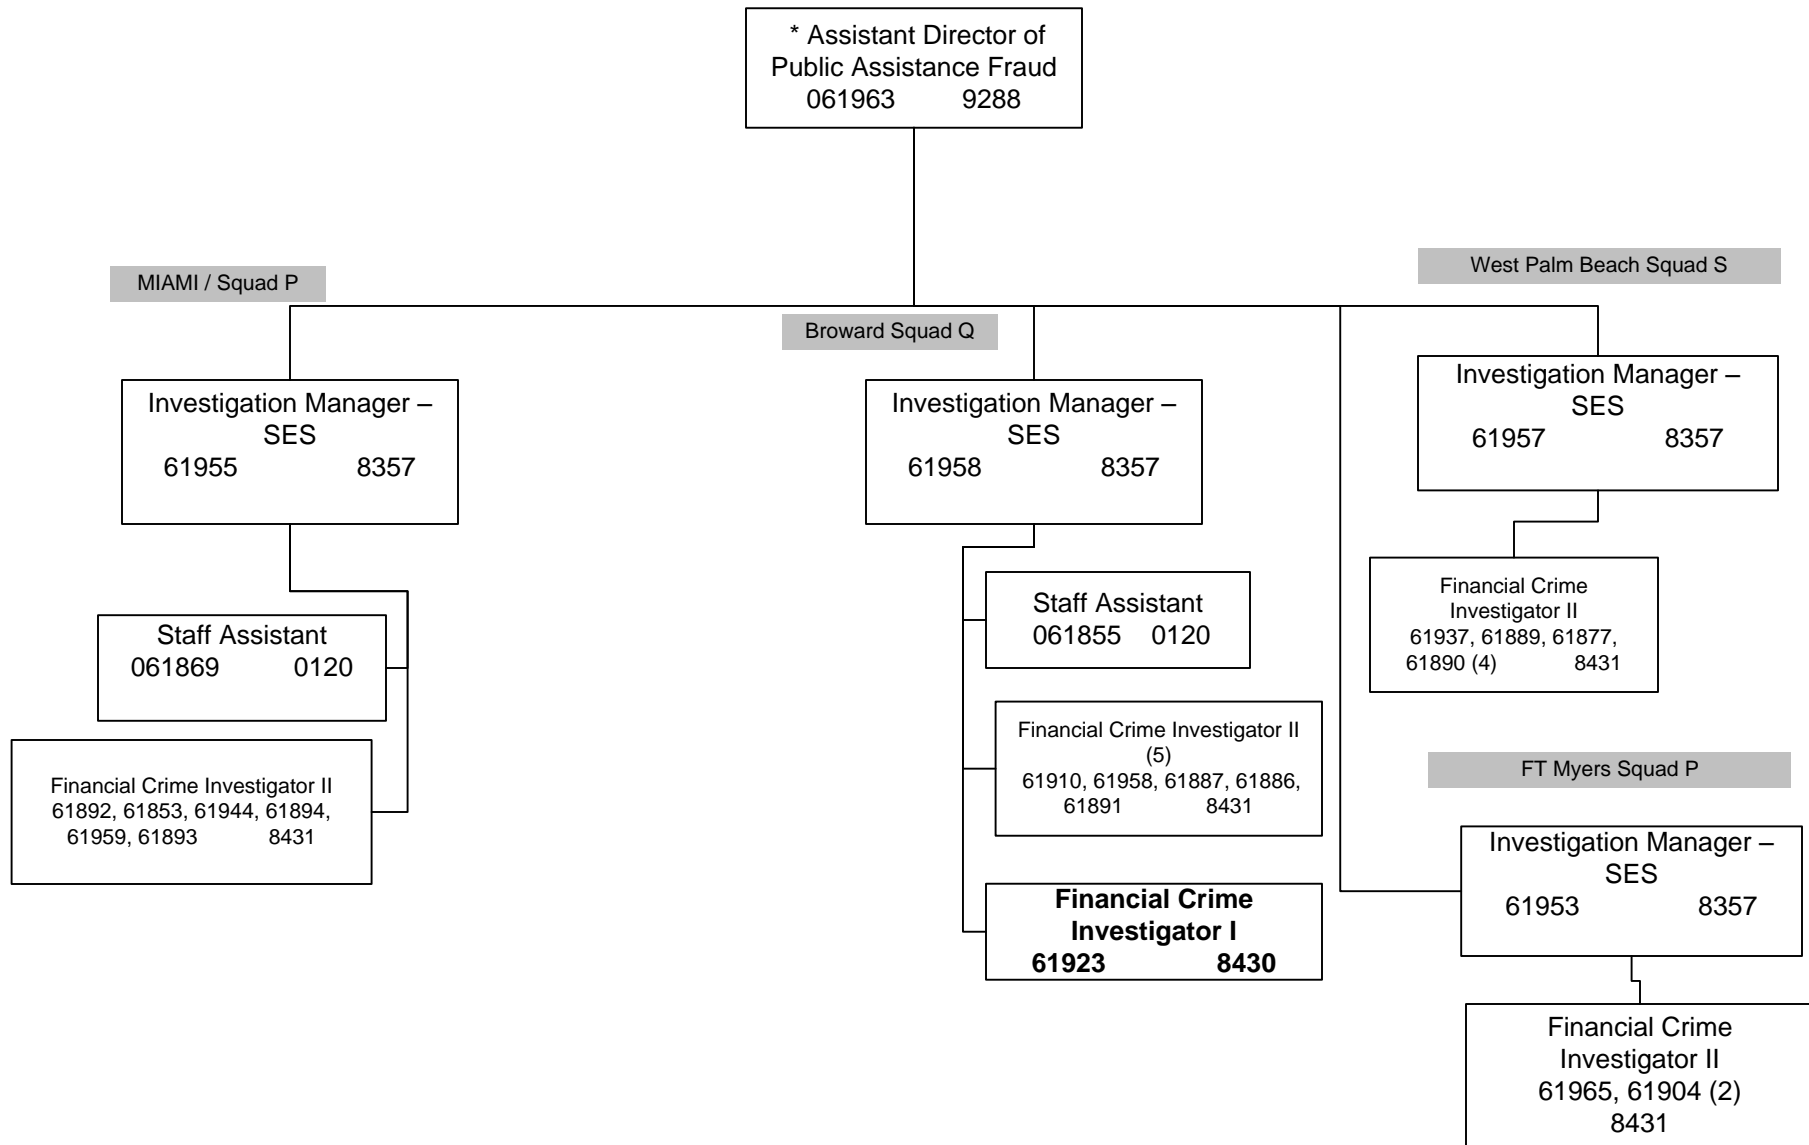 * Assistant Director of
Public Assistance Fraud
061963 9288
MIAMI / Squad P
Broward Squad Q
West Palm Beach Squad S
Investigation Manager –
SES
61955 8357
Investigation Manager –
SES
61958 8357
Investigation Manager –
SES
61957 8357
Staff Assistant
061869 0120
Financial Crime Investigator II
61892, 61853, 61944, 61894,
61959, 61893 8431
Staff Assistant
061855 0120
Financial Crime Investigator II
(5)
61910, 61958, 61887, 61886,
61891 8431
Financial Crime
Investigator I
61923 8430
Financial Crime
Investigator II
61937, 61889, 61877,
61890 (4) 8431
FT Myers Squad P
Investigation Manager –
SES
61953 8357
Financial Crime
Investigator II
61965, 61904 (2)
8431